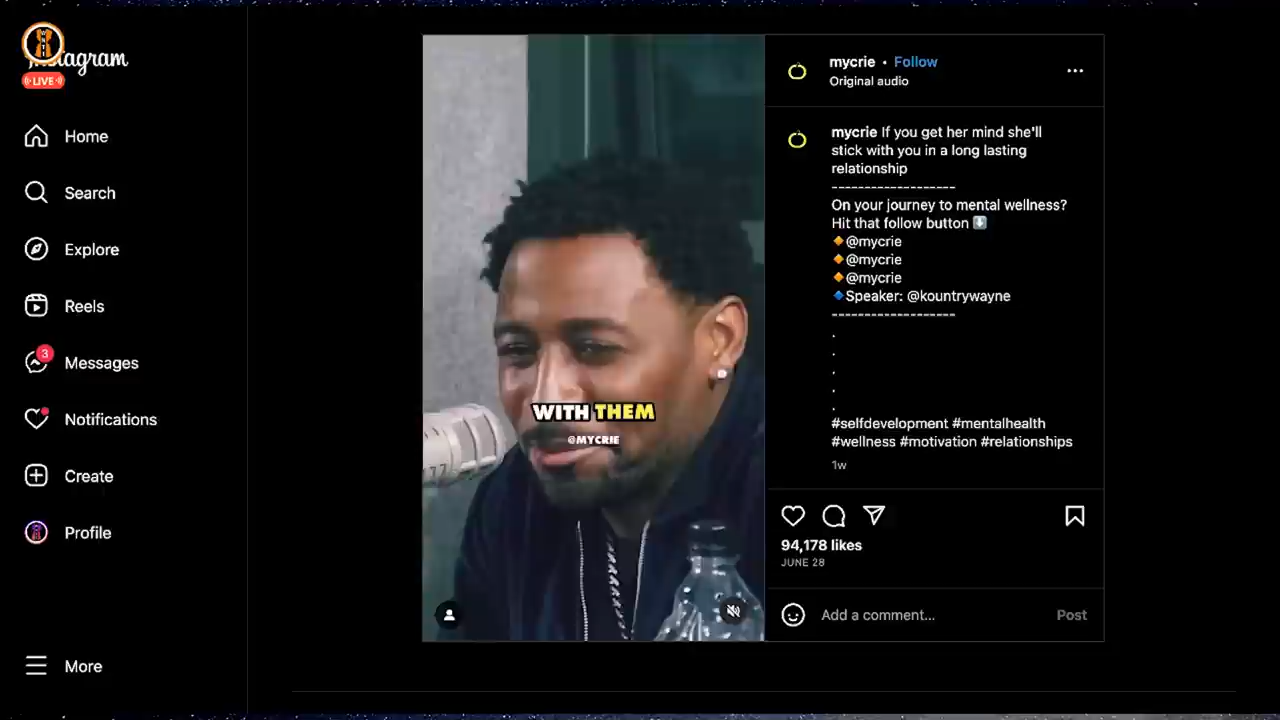 Instagram
LIVE
Home
Search
Explore
Reels
3
Messages
Notifications
Create
Profile
More
WITH THEM
@MYCRIE
mycrie • Follow
Original audio
mycrie If you get her mind she'll
stick with you in a long lasting
relationship
-------------------
On your journey to mental wellness?
Hit that follow button ⬇️
🔸@mycrie
🔸@mycrie
🔸@mycrie
🔹Speaker: @kountrywayne
-------------------
.
.
.
.
.
#selfdevelopment #mentalhealth
#wellness #motivation #relationships
1w
94,178 likes
JUNE 28
Add a comment...
Post